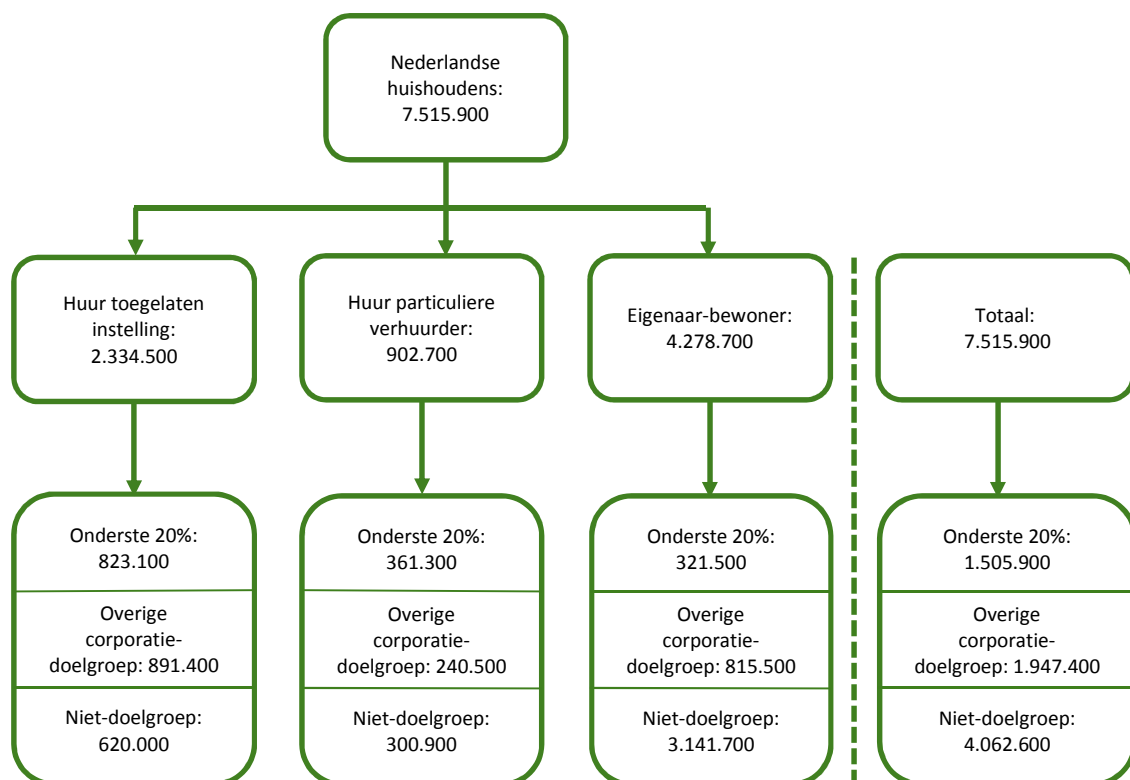 Nederlandse
huishoudens:
7.515.900
Huur toegelaten
instelling:
2.334.500
Huur particuliere
verhuurder:
902.700
Eigenaar-bewoner:
4.278.700
Totaal:
7.515.900
Onderste 20%:
823.100
Overige
corporatie-
doelgroep: 891.400
Niet-doelgroep:
620.000
Onderste 20%:
361.300
Overige
corporatie-
doelgroep: 240.500
Niet-doelgroep:
300.900
Onderste 20%:
321.500
Overige
corporatie-
doelgroep: 815.500
Niet-doelgroep:
3.141.700
Onderste 20%:
1.505.900
Overige
corporatie-
doelgroep: 1.947.400
Niet-doelgroep:
4.062.600